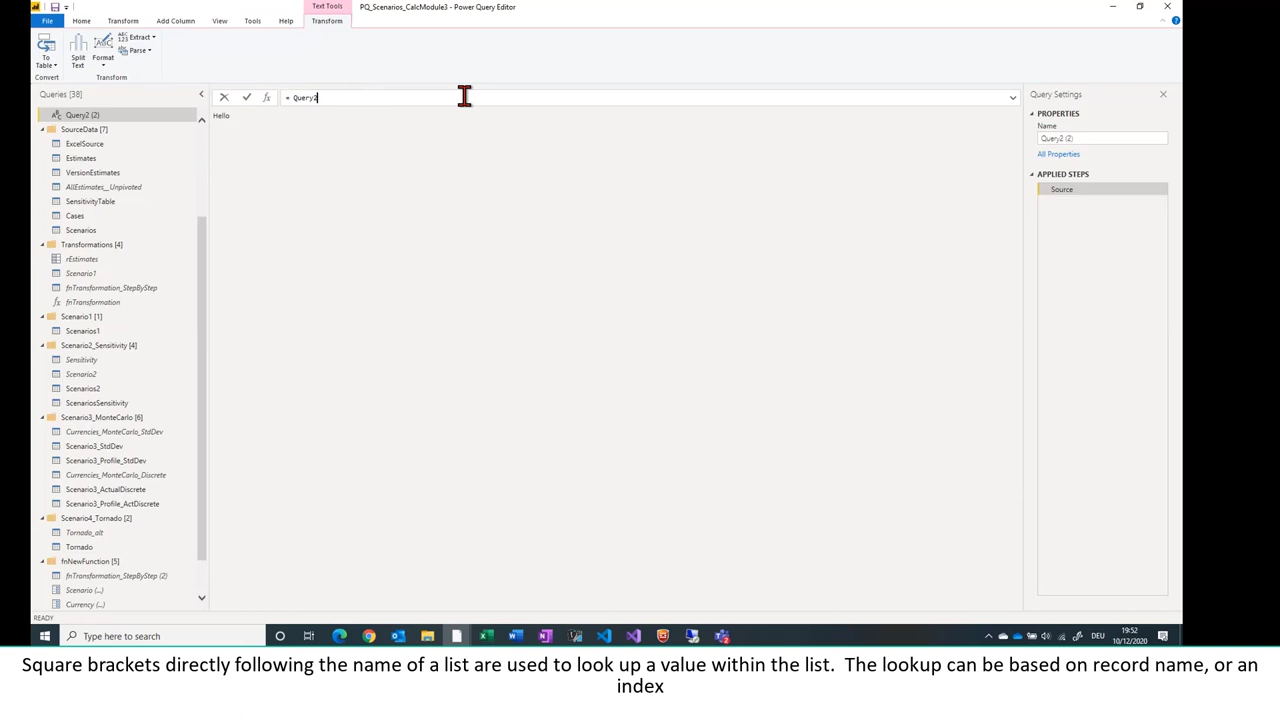 Text Tools
PQ_Scenarios_CalcModule3 - Power Query Editor
File Home Transform Add Column View Tools Help Transform
To Table
Split Text
Format
Extract
Parse
Convert
Transform
Queries [38]
Query2 (2)
SourceData [7]
ExcelSource
Estimates
VersionEstimates
AllEstimates__Unpivoted
SensitivityTable
Cases
Scenarios
Transformations [4]
rEstimates
Scenario1
fnTransformation_StepByStep
fx fnTransformation
Scenario1 [1]
Scenarios1
Scenario2_Sensitivity [4]
Sensitivity
Scenario2
Scenarios2
ScenariosSensitivity
Scenario3_MonteCarlo [6]
Currencies_MonteCarlo_StdDev
Scenario3_StdDev
Scenario3_Profile_StdDev
Currencies_MonteCarlo_Discrete
Scenario3_ActualDiscrete
Scenario3_Profile_ActDiscrete
Scenario4_Tornado [2]
Tornado_alt
Tornado
fnNewFunction [5]
fnTransformation_StepByStep (2)
Scenario (...)
Currency (...)
fx = Query2
Hello
Query Settings
PROPERTIES
Name
Query2 (2)
All Properties
APPLIED STEPS
Source
READY
Type here to search
DEU
19:52
10/12/2020
Square brackets directly following the name of a list are used to look up a value within the list. The lookup can be based on record name, or an
index